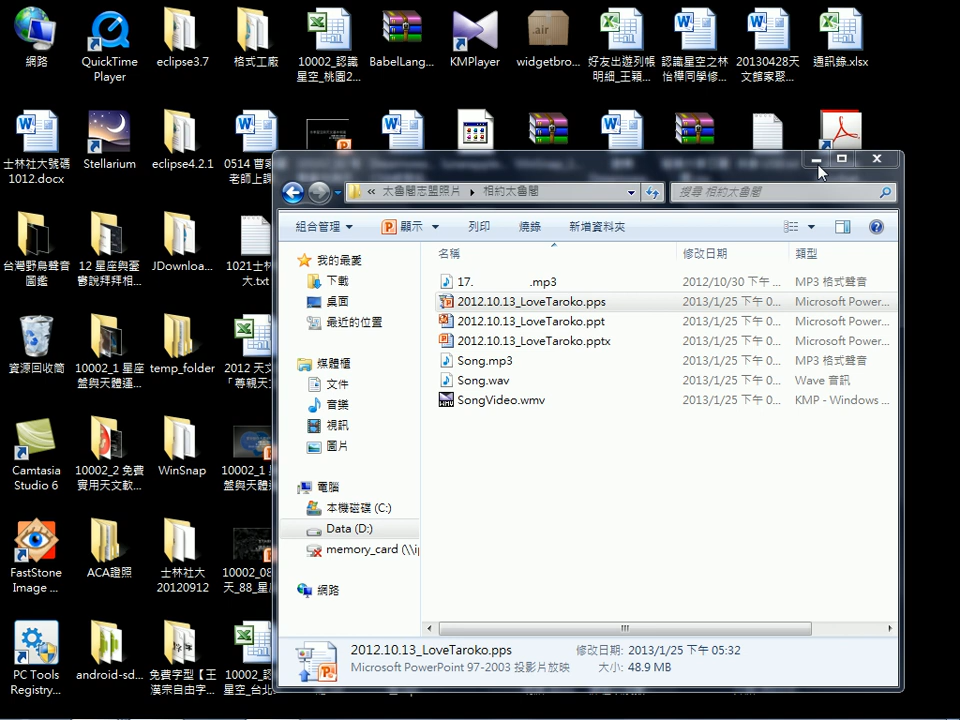 網路
QuickTime
Player
eclipse3.7
格式工廠
10002_認識
星空_桃園2...
BabelLang...
KMPlayer
widgetbro...
好友出遊列帳
明細_王穎...
認識星空之林
怡樺同學修...
20130428天
文館家聚...
通訊錄.xlsx
士林社大號碼
1012.docx
Stellarium
eclipse4.2.1
0514 曹
老師上課
台灣野鳥聲音
圖鑑
12 星座與憂
鬱說拜拜相...
JDownloa...
1021士林
大.txt
資源回收筒
10002_1 星座
盤與天體運...
temp_folder
2012 天文
「尊親天
Camtasia
Studio 6
10002_2 免費
實用天文軟...
WinSnap
10002_1
盤與天體
FastStone
Image ...
ACA證照
士林社大
20120912
10002_08
天_88_星
PC Tools
Registry...
android-sd...
免費字型【王
漢宗自由字...
10002_認
星空_台北
« 太魯閣志盟照片 ▸ 相約太魯閣
搜尋 相約太魯閣
組合管理
顯示
列印
燒錄
新增資料夾
我的最愛
下載
桌面
最近的位置
媒體櫃
文件
音樂
視訊
圖片
電腦
本機磁碟 (C:)
Data (D:)
memory_card (\\ip
網路
名稱 修改日期 類型
17. .mp3 2012/10/30 下午 ... MP3 格式聲音
2012.10.13_LoveTaroko.pps 2013/1/25 下午 0... Microsoft Power...
2012.10.13_LoveTaroko.ppt 2013/1/25 下午 0... Microsoft Power...
2012.10.13_LoveTaroko.pptx 2013/1/25 下午 0... Microsoft Power...
Song.mp3 2013/1/25 下午 0... MP3 格式聲音
Song.wav 2013/1/25 下午 0... Wave 音訊
SongVideo.wmv 2013/1/25 下午 0... KMP - Windows ...
2012.10.13_LoveTaroko.pps 修改日期: 2013/1/25 下午 05:32
Microsoft PowerPoint 97-2003 投影片放映 大小: 48.9 MB